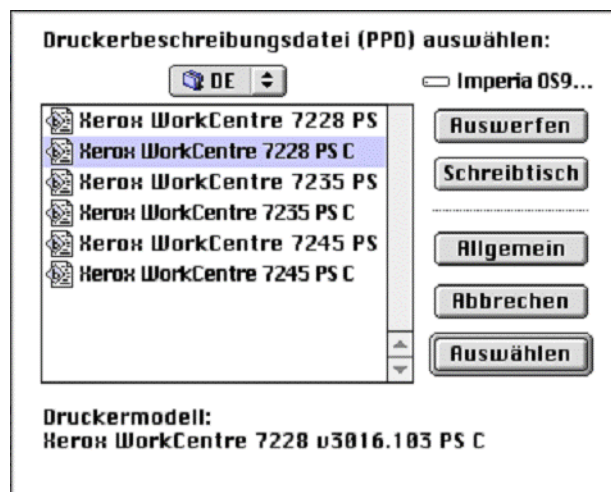 Druckerbeschreibungsdatei (PPD) auswählen:
DE
Imperia OS9...
Xerox WorkCentre 7228 PS
Xerox WorkCentre 7228 PS C
Xerox WorkCentre 7235 PS
Xerox WorkCentre 7235 PS C
Xerox WorkCentre 7245 PS
Xerox WorkCentre 7245 PS C
Auswerfen
Schreibtisch
Allgemein
Abbrechen
Auswählen
Druckermodell:
Xerox WorkCentre 7228 v3016.103 PS C